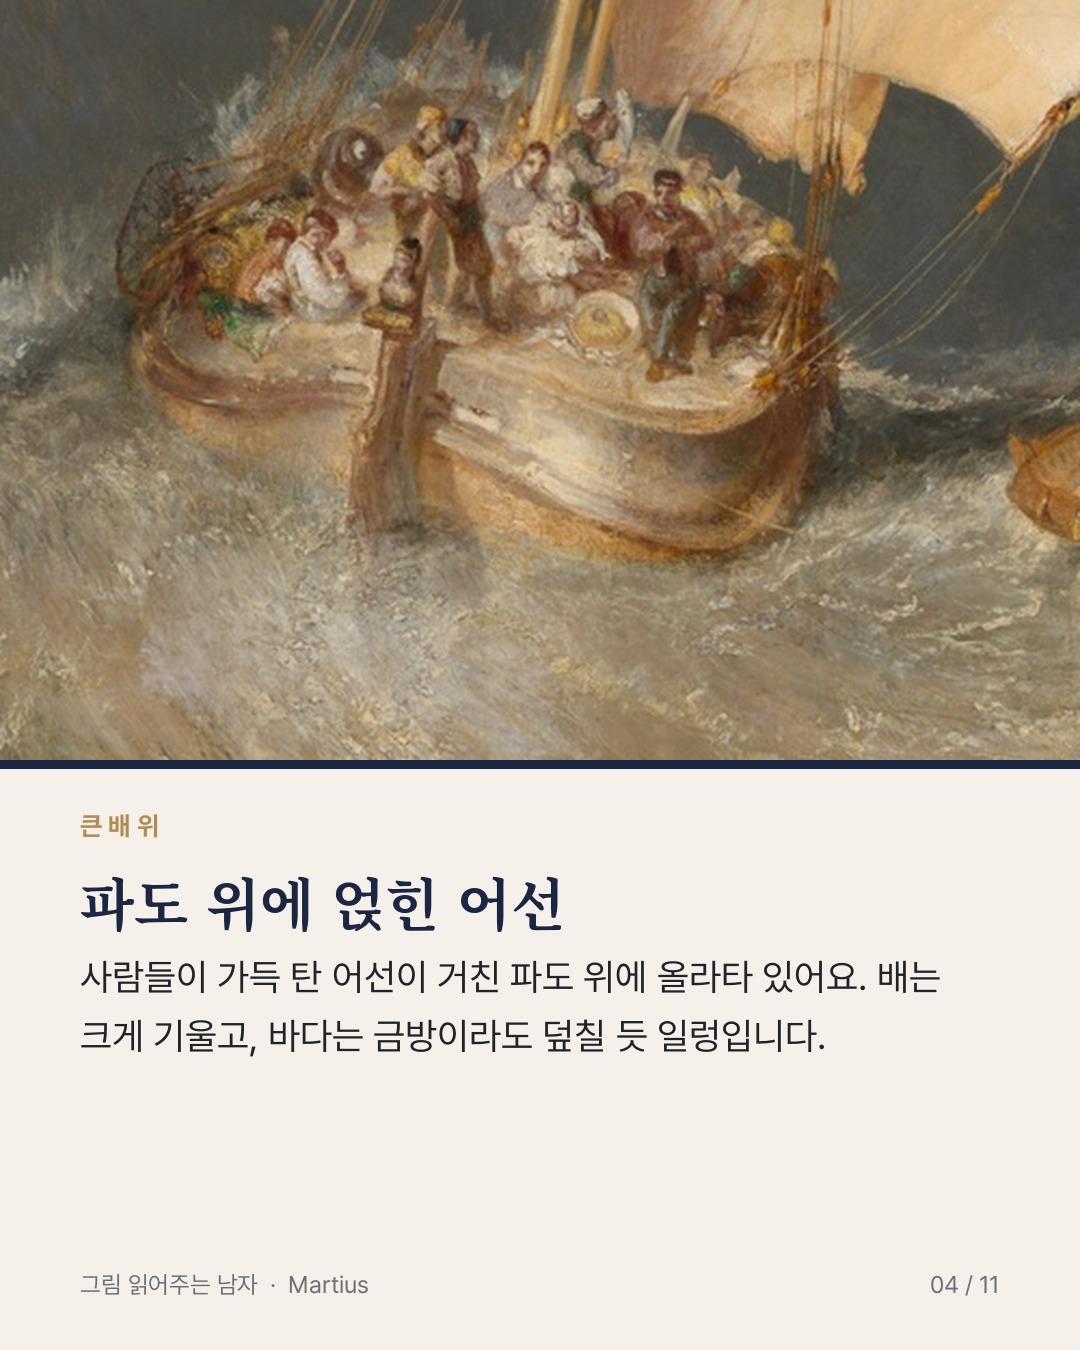 큰 배 위
파도 위에 얹힌 어선
사람들이 가득 탄 어선이 거친 파도 위에 올라타 있어요. 배는
크게 기울고, 바다는 금방이라도 덮칠 듯 일렁입니다.
그림 읽어주는 남자 · Martius
04 / 11